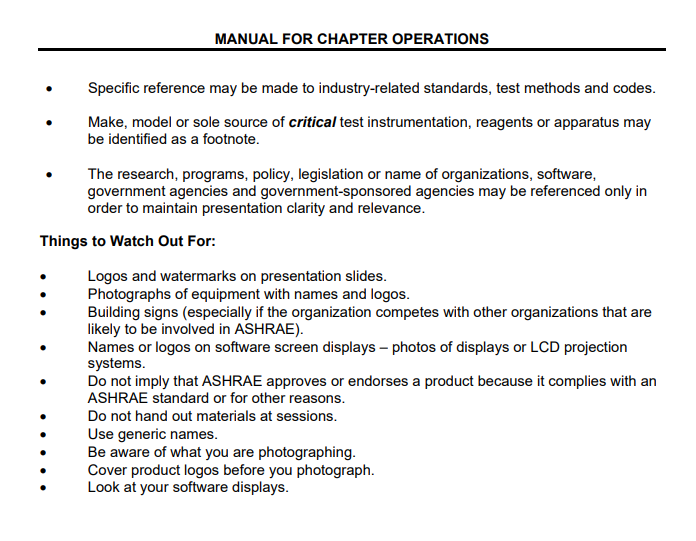 MANUAL FOR CHAPTER OPERATIONS
• Specific reference may be made to industry-related standards, test methods and codes.
• Make, model or sole source of critical test instrumentation, reagents or apparatus may
be identified as a footnote.
• The research, programs, policy, legislation or name of organizations, software,
government agencies and government-sponsored agencies may be referenced only in
order to maintain presentation clarity and relevance.
Things to Watch Out For:
• Logos and watermarks on presentation slides.
• Photographs of equipment with names and logos.
• Building signs (especially if the organization competes with other organizations that are
likely to be involved in ASHRAE).
• Names or logos on software screen displays – photos of displays or LCD projection
systems.
• Do not imply that ASHRAE approves or endorses a product because it complies with an
ASHRAE standard or for other reasons.
• Do not hand out materials at sessions.
• Use generic names.
• Be aware of what you are photographing.
• Cover product logos before you photograph.
• Look at your software displays.